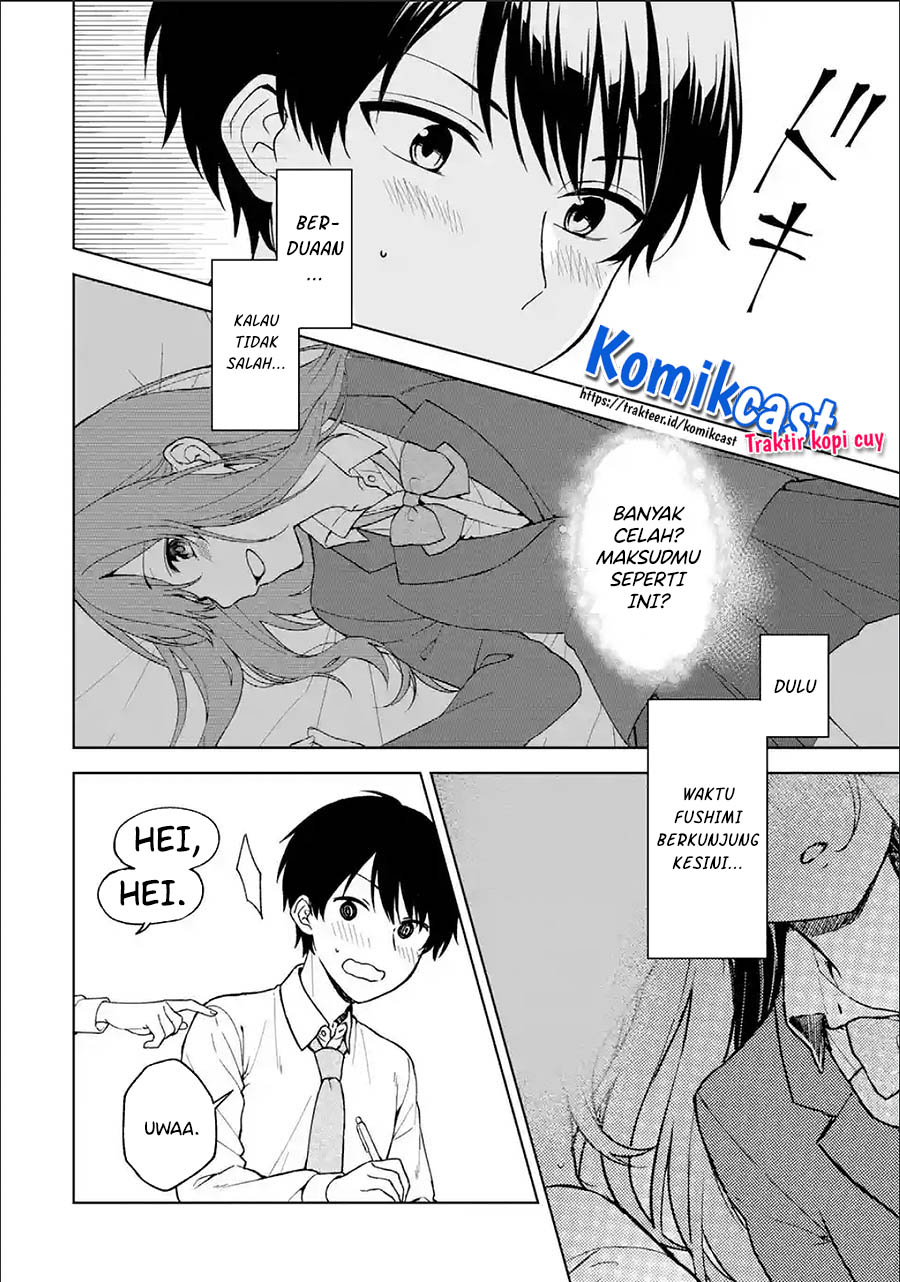 ドキ
BER-
DUAAN
...
KALAU
TIDAK
SALAH...
Komikcast
https://trakteer.id/komikcast
Traktir kopi cuy
BANYAK
CELAH?
MAKSUDMU
SEPERTI
INI?
DULU
WAKTU
FUSHIMI
BERKUNJUNG
KESINI...
HEI,
HEI.
UWAA.